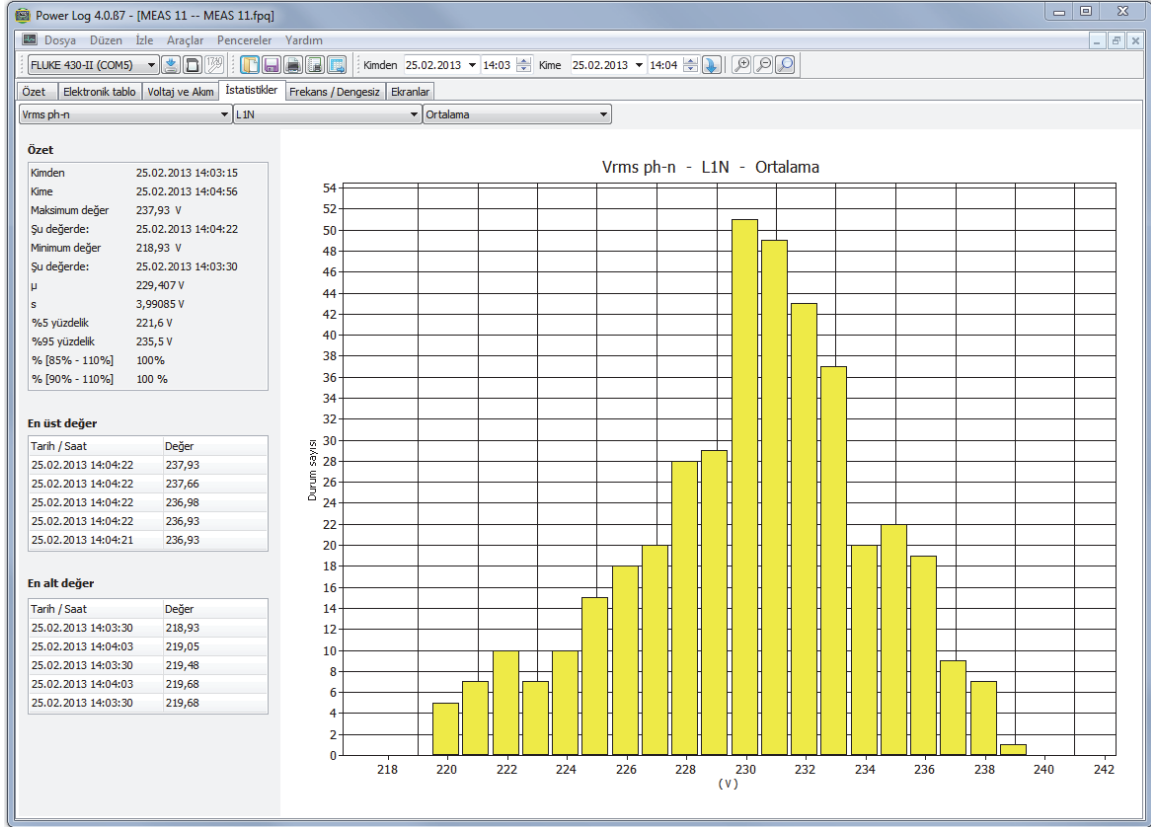 Power Log 4.0.87 - [MEAS 11 -- MEAS 11.fpq]
Dosya Düzen İzle Araçlar Pencereler Yardım
FLUKE 430-II (COM5) Kimden 25.02.2013 14:03 Kime 25.02.2013 14:04
Özet Elektronik tablo Voltaj ve Akım İstatistikler Frekans / Dengesiz Ekranlar
Vrms ph-n L1N Ortalama
Özet
Kimden 25.02.2013 14:03:15
Kime 25.02.2013 14:04:56
Maksimum değer 237,93 V
Şu değerde: 25.02.2013 14:04:22
Minimum değer 218,93 V
Şu değerde: 25.02.2013 14:03:30
µ 229,407 V
s 3,99085 V
%5 yüzdelik 221,6 V
%95 yüzdelik 235,5 V
% [85% - 110%] 100%
% [90% - 110%] 100 %
En üst değer
Tarih / Saat Değer
25.02.2013 14:04:22 237,93
25.02.2013 14:04:22 237,66
25.02.2013 14:04:22 236,98
25.02.2013 14:04:22 236,93
25.02.2013 14:04:21 236,93
En alt değer
Tarih / Saat Değer
25.02.2013 14:03:30 218,93
25.02.2013 14:04:03 219,05
25.02.2013 14:03:30 219,48
25.02.2013 14:04:03 219,68
25.02.2013 14:03:30 219,68
Vrms ph-n - L1N - Ortalama
Durum sayısı
54
52
50
48
46
44
42
40
38
36
34
32
30
28
26
24
22
20
18
16
14
12
10
8
6
4
2
0
218 220 222 224 226 228 230 232 234 236 238 240 242
(V)